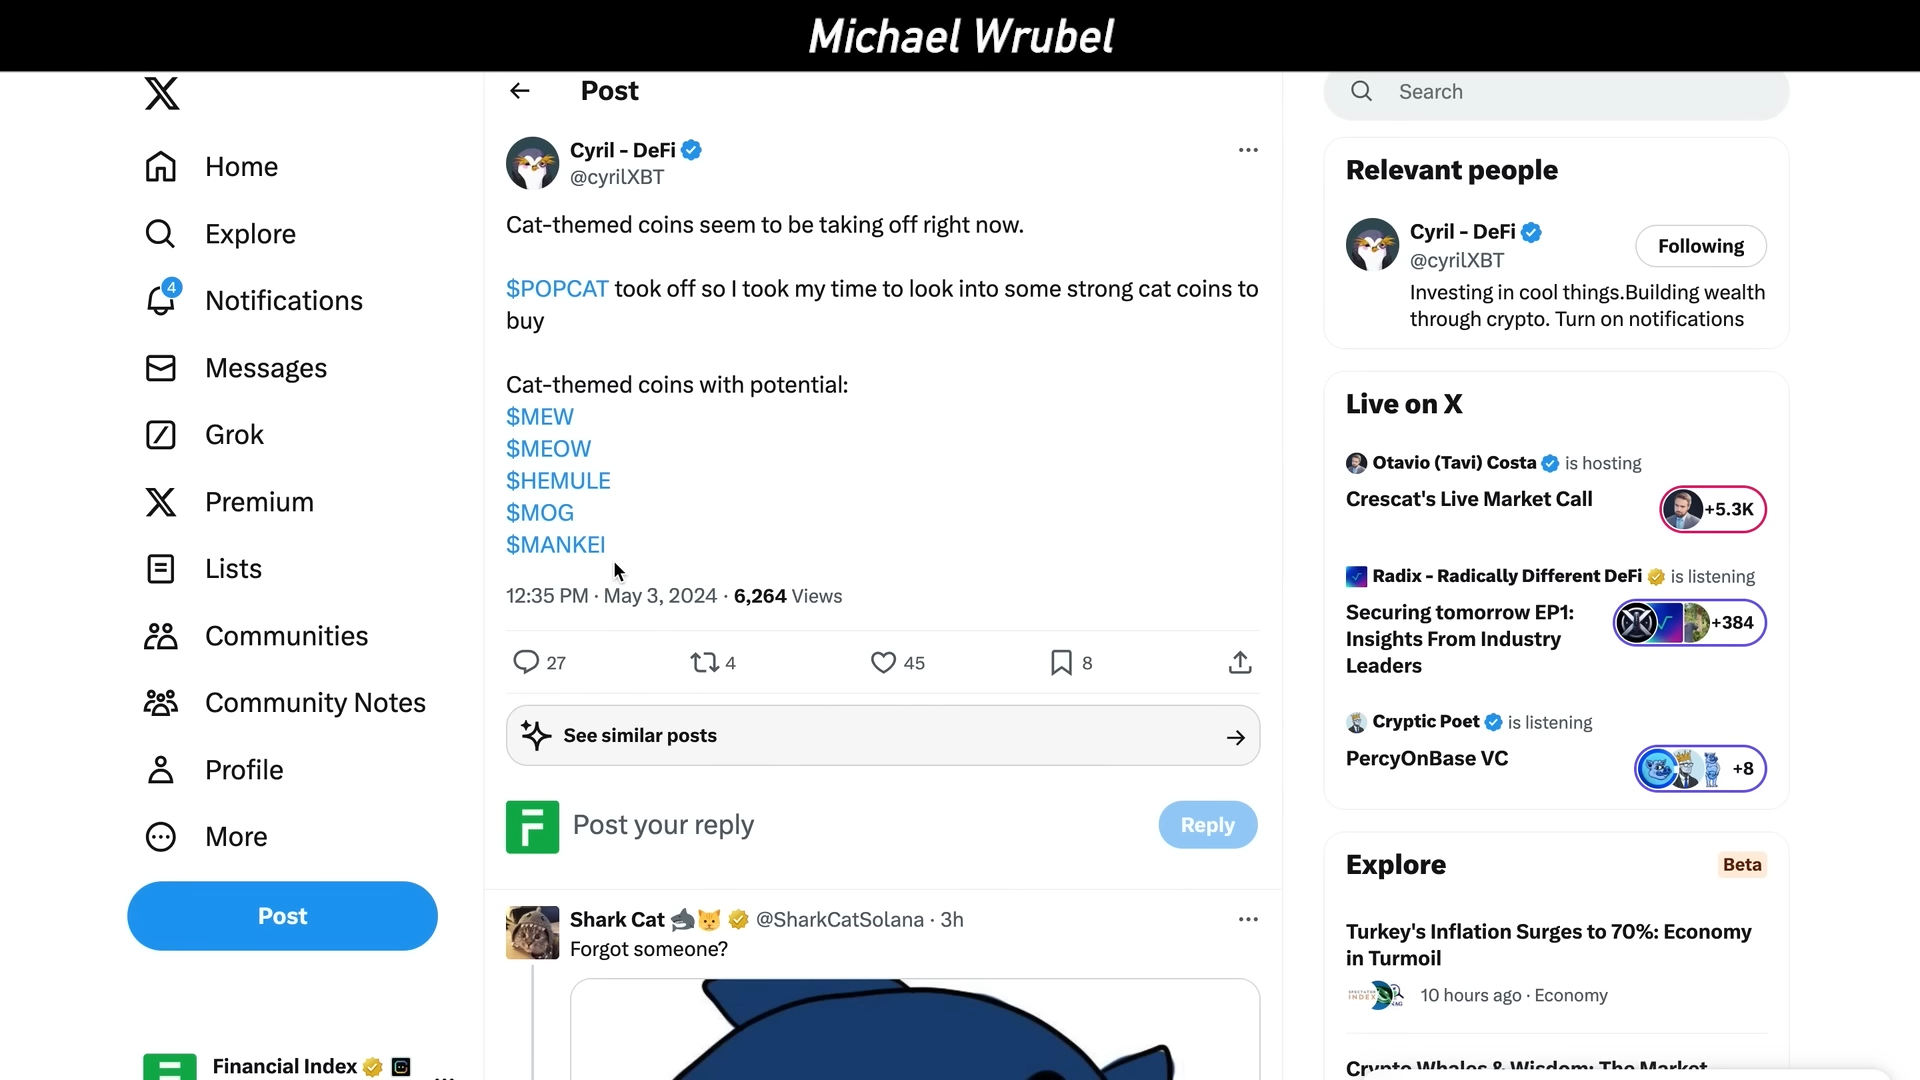 Michael Wrubel
Home
Explore
4
Notifications
Messages
Grok
Premium
Lists
Communities
Community Notes
Profile
More
Post
Financial Index
Post
Cyril - DeFi
@cyrilXBT
Cat-themed coins seem to be taking off right now.
$POPCAT took off so I took my time to look into some strong cat coins to
buy
Cat-themed coins with potential:
$MEW
$MEOW
$HEMULE
$MOG
$MANKEI
12:35 PM · May 3, 2024 · 6,264 Views
27 4 45 8
See similar posts
Post your reply
Reply
Shark Cat @SharkCatSolana · 3h
Forgot someone?
Search
Relevant people
Cyril - DeFi
@cyrilXBT
Following
Investing in cool things.Building wealth
through crypto. Turn on notifications
Live on X
Otavio (Tavi) Costa is hosting
Crescat's Live Market Call
+5.3K
Radix - Radically Different DeFi is listening
Securing tomorrow EP1:
Insights From Industry
Leaders
+384
Cryptic Poet is listening
PercyOnBase VC
+8
Explore
Beta
Turkey's Inflation Surges to 70%: Economy
in Turmoil
10 hours ago · Economy
Crypto Whales & Wisdom: The Market